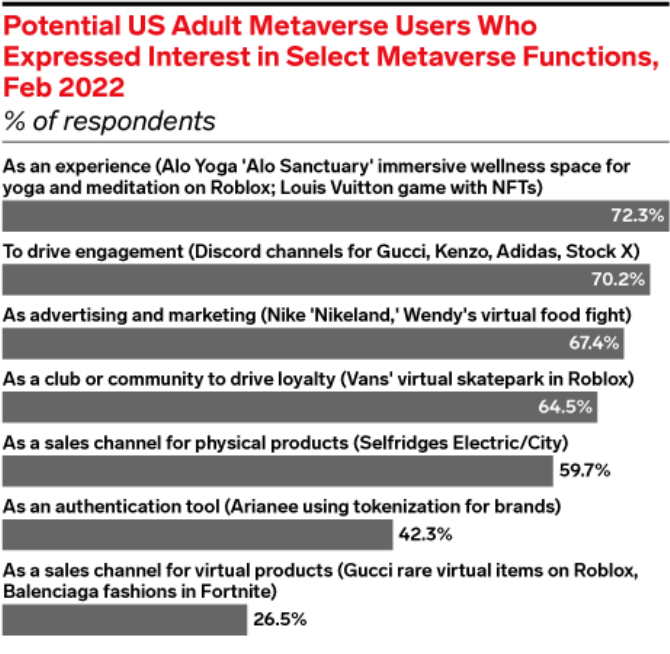 Potential US Adult Metaverse Users Who
Expressed Interest in Select Metaverse Functions,
Feb 2022
% of respondents
As an experience (Alo Yoga 'Alo Sanctuary' immersive wellness space for
yoga and meditation on Roblox; Louis Vuitton game with NFTs)
72.3%
To drive engagement (Discord channels for Gucci, Kenzo, Adidas, Stock X)
70.2%
As advertising and marketing (Nike 'Nikeland,' Wendy's virtual food fight)
67.4%
As a club or community to drive loyalty (Vans' virtual skatepark in Roblox)
64.5%
As a sales channel for physical products (Selfridges Electric/City)
59.7%
As an authentication tool (Arianee using tokenization for brands)
42.3%
As a sales channel for virtual products (Gucci rare virtual items on Roblox,
Balenciaga fashions in Fortnite)
26.5%